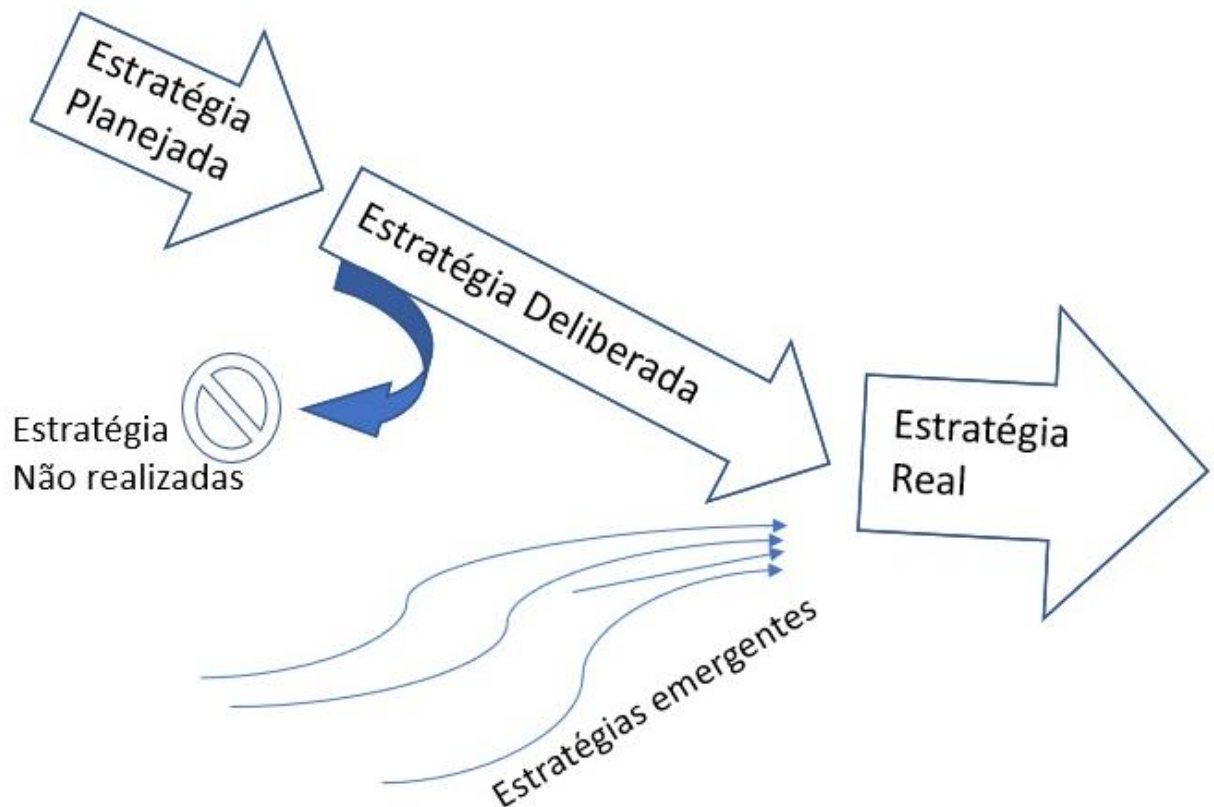 Estratégia
Planejada
Estratégia Deliberada
Estratégia
Não realizadas
Estratégia
Real
Estratégias emergentes